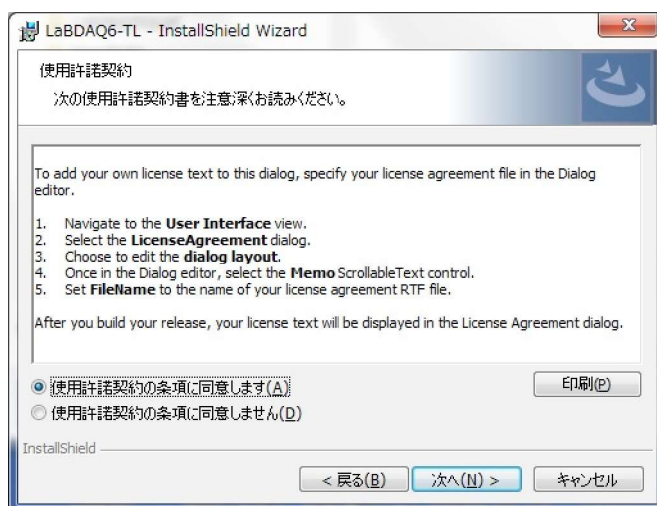 LaBDAQ6-TL - InstallShield Wizard
使用許諾契約
次の使用許諾契約書を注意深くお読みください。
To add your own license text to this dialog, specify your license agreement file in the Dialog
editor.
1. Navigate to the User Interface view.
2. Select the LicenseAgreement dialog.
3. Choose to edit the dialog layout.
4. Once in the Dialog editor, select the Memo ScrollableText control.
5. Set FileName to the name of your license agreement RTF file.
After you build your release, your license text will be displayed in the License Agreement dialog.
使用許諾契約の条項に同意します(A)
印刷(P)
使用許諾契約の条項に同意しません(D)
InstallShield
< 戻る(B)
次へ(N) >
キャンセル